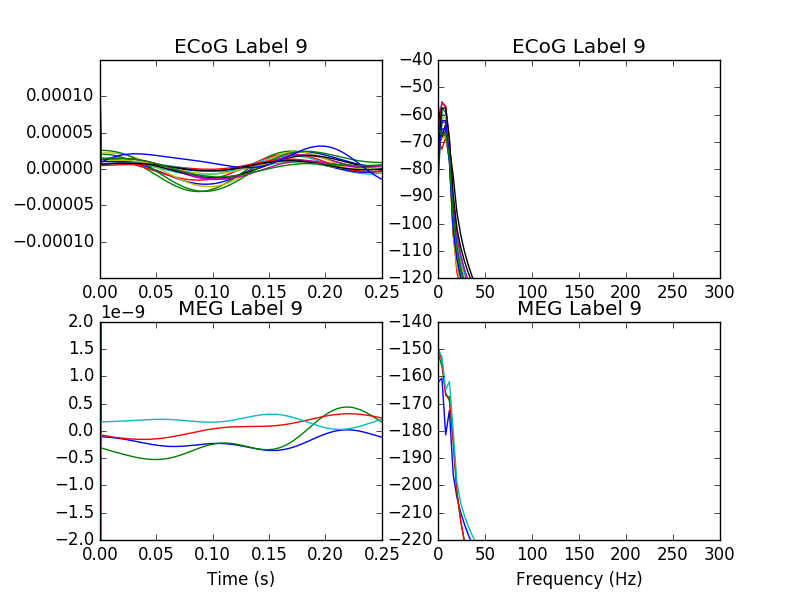 ECoG Label 9
0.00010
0.00005
0.00000
−0.00005
−0.00010
0.00 0.05 0.10 0.15 0.20 0.25
ECoG Label 9
−40
−50
−60
−70
−80
−90
−100
−110
−120
0 50 100 150 200 250 300
MEG Label 9
1e−9
2.0
1.5
1.0
0.5
0.0
−0.5
−1.0
−1.5
−2.0
0.00 0.05 0.10 0.15 0.20 0.25
Time (s)
MEG Label 9
−140
−150
−160
−170
−180
−190
−200
−210
−220
0 50 100 150 200 250 300
Frequency (Hz)